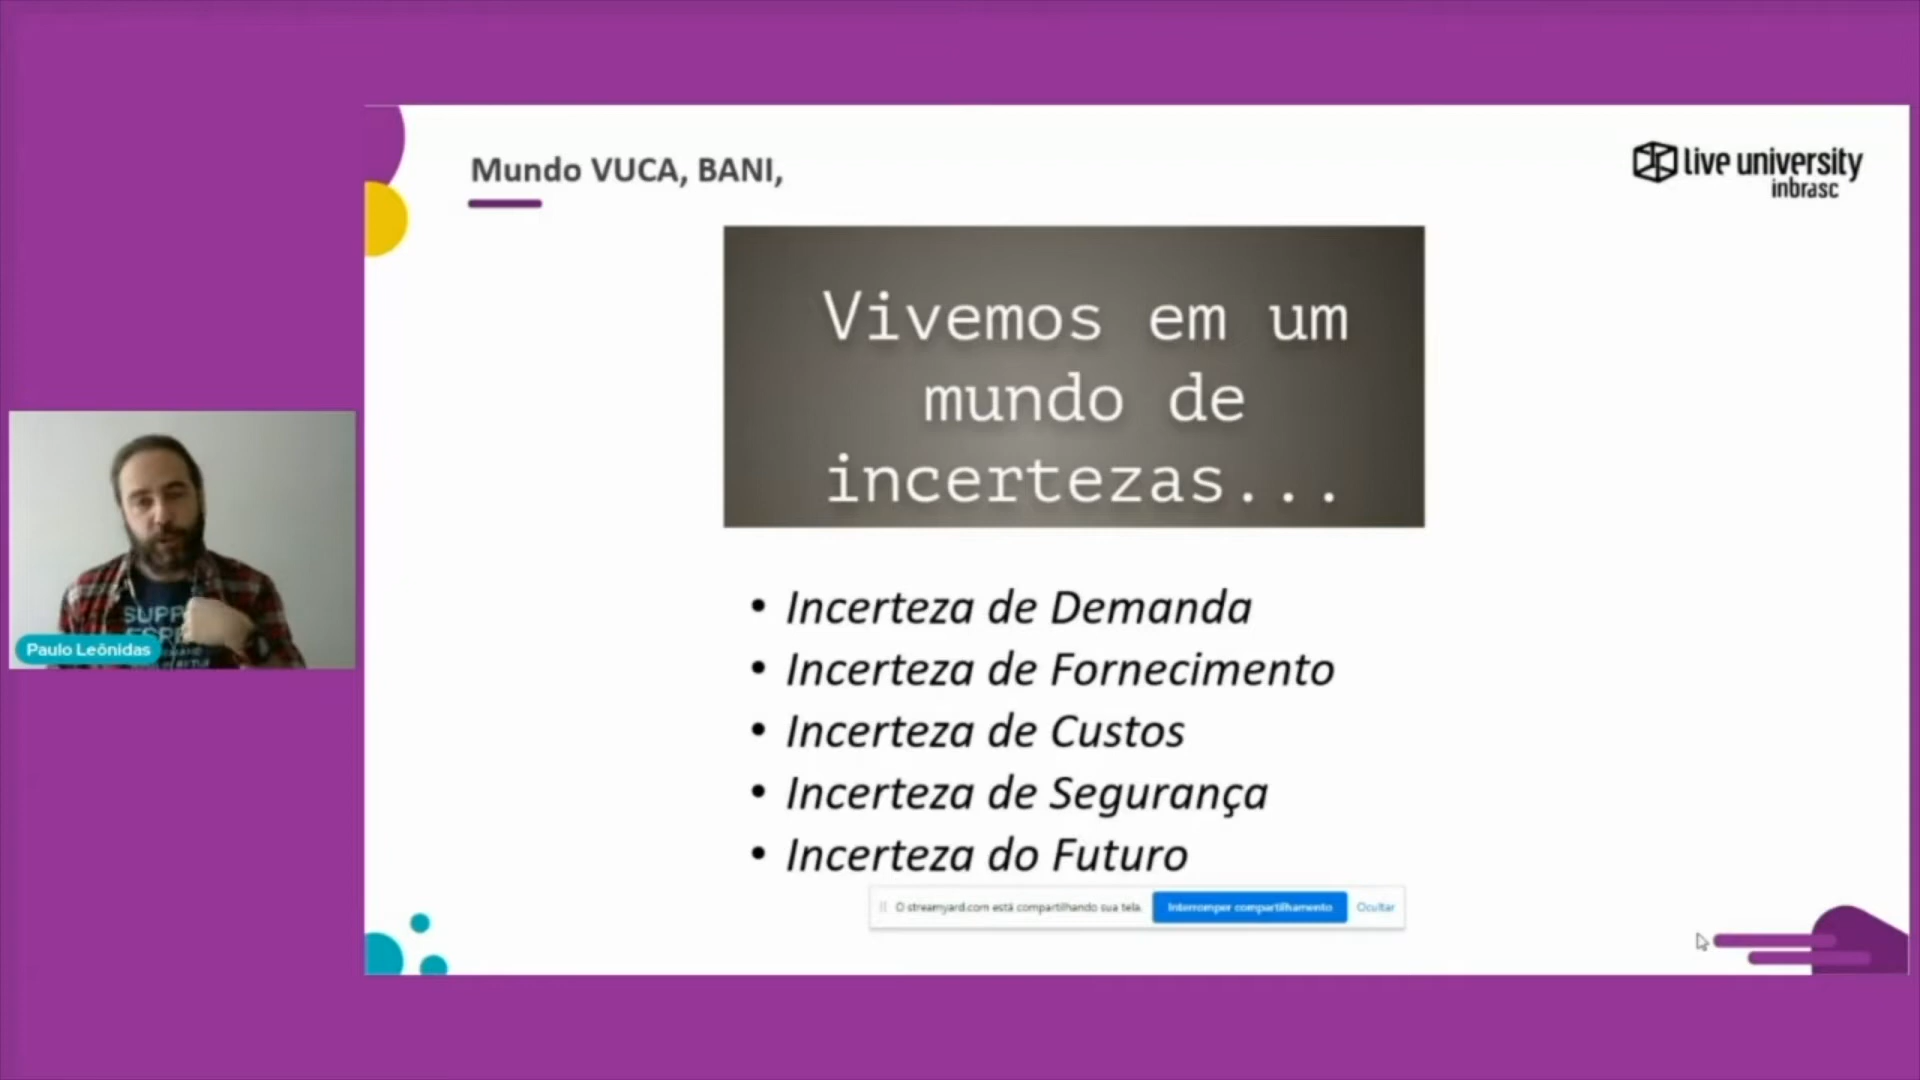 Mundo VUCA, BANI,
live university
inbrasc
Vivemos em um
mundo de
incertezas...
• Incerteza de Demanda
• Incerteza de Fornecimento
• Incerteza de Custos
• Incerteza de Segurança
• Incerteza do Futuro
SUPP
Paulo Leônidas
O streamyard.com está compartilhando sua tela.
Interromper compartilhamento
Ocultar